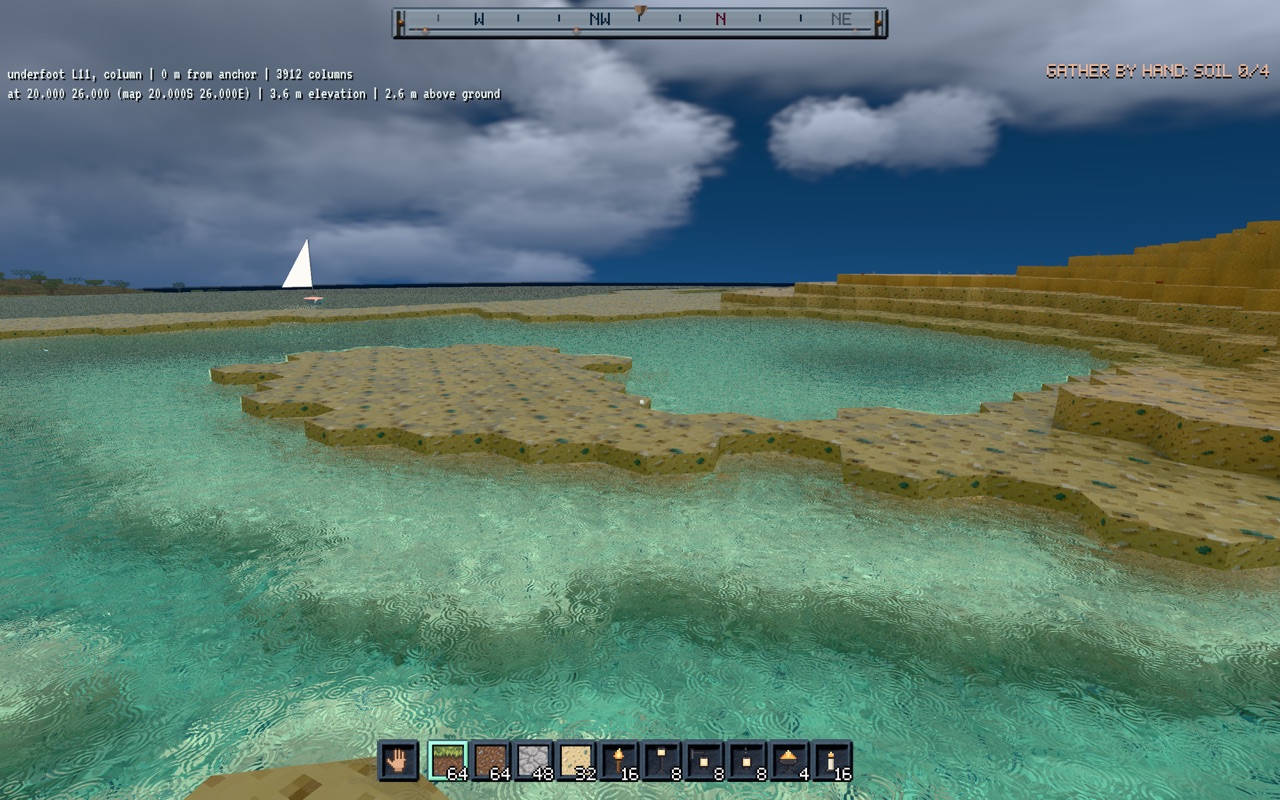 W NW N NE
underfoot L11, column | 0 m from anchor | 3912 columns
GATHER BY HAND: SOIL 0/4
at 20.000 26.000 (map 20.000S 26.000E) | 3.6 m elevation | 2.6 m above ground
64 64 48 32 16 8 8 8 4 16